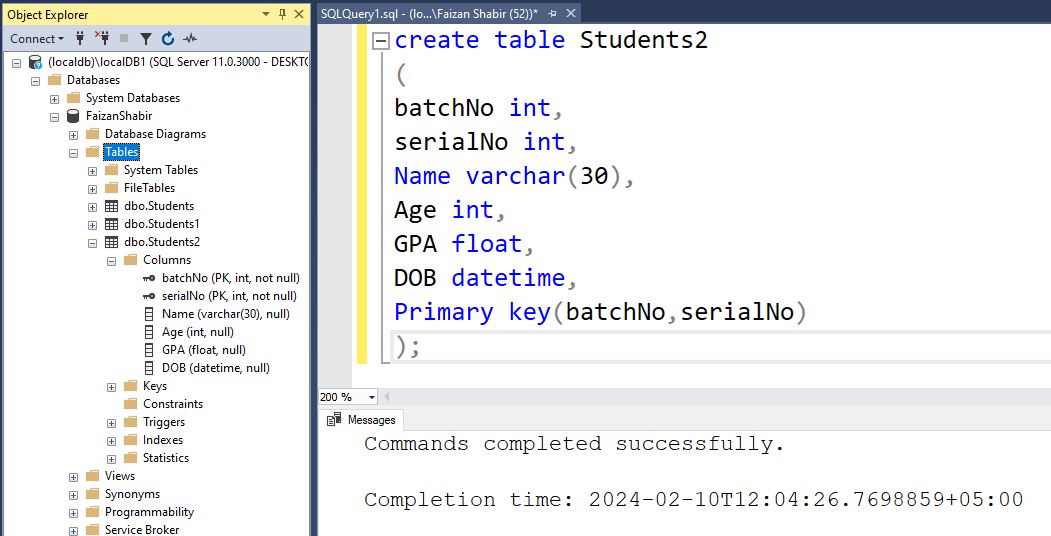 Object Explorer
Connect
(localdb)\localDB1 (SQL Server 11.0.3000 - DESKTO
Databases
System Databases
FaizanShabir
Database Diagrams
Tables
System Tables
FileTables
dbo.Students
dbo.Students1
dbo.Students2
Columns
batchNo (PK, int, not null)
serialNo (PK, int, not null)
Name (varchar(30), null)
Age (int, null)
GPA (float, null)
DOB (datetime, null)
Keys
Constraints
Triggers
Indexes
Statistics
Views
Synonyms
Programmability
Service Broker
SQLQuery1.sql - (lo...\Faizan Shabir (52))*
create table Students2
(
batchNo int,
serialNo int,
Name varchar(30),
Age int,
GPA float,
DOB datetime,
Primary key(batchNo,serialNo)
);
200 %
Messages
Commands completed successfully.
Completion time: 2024-02-10T12:04:26.7698859+05:00